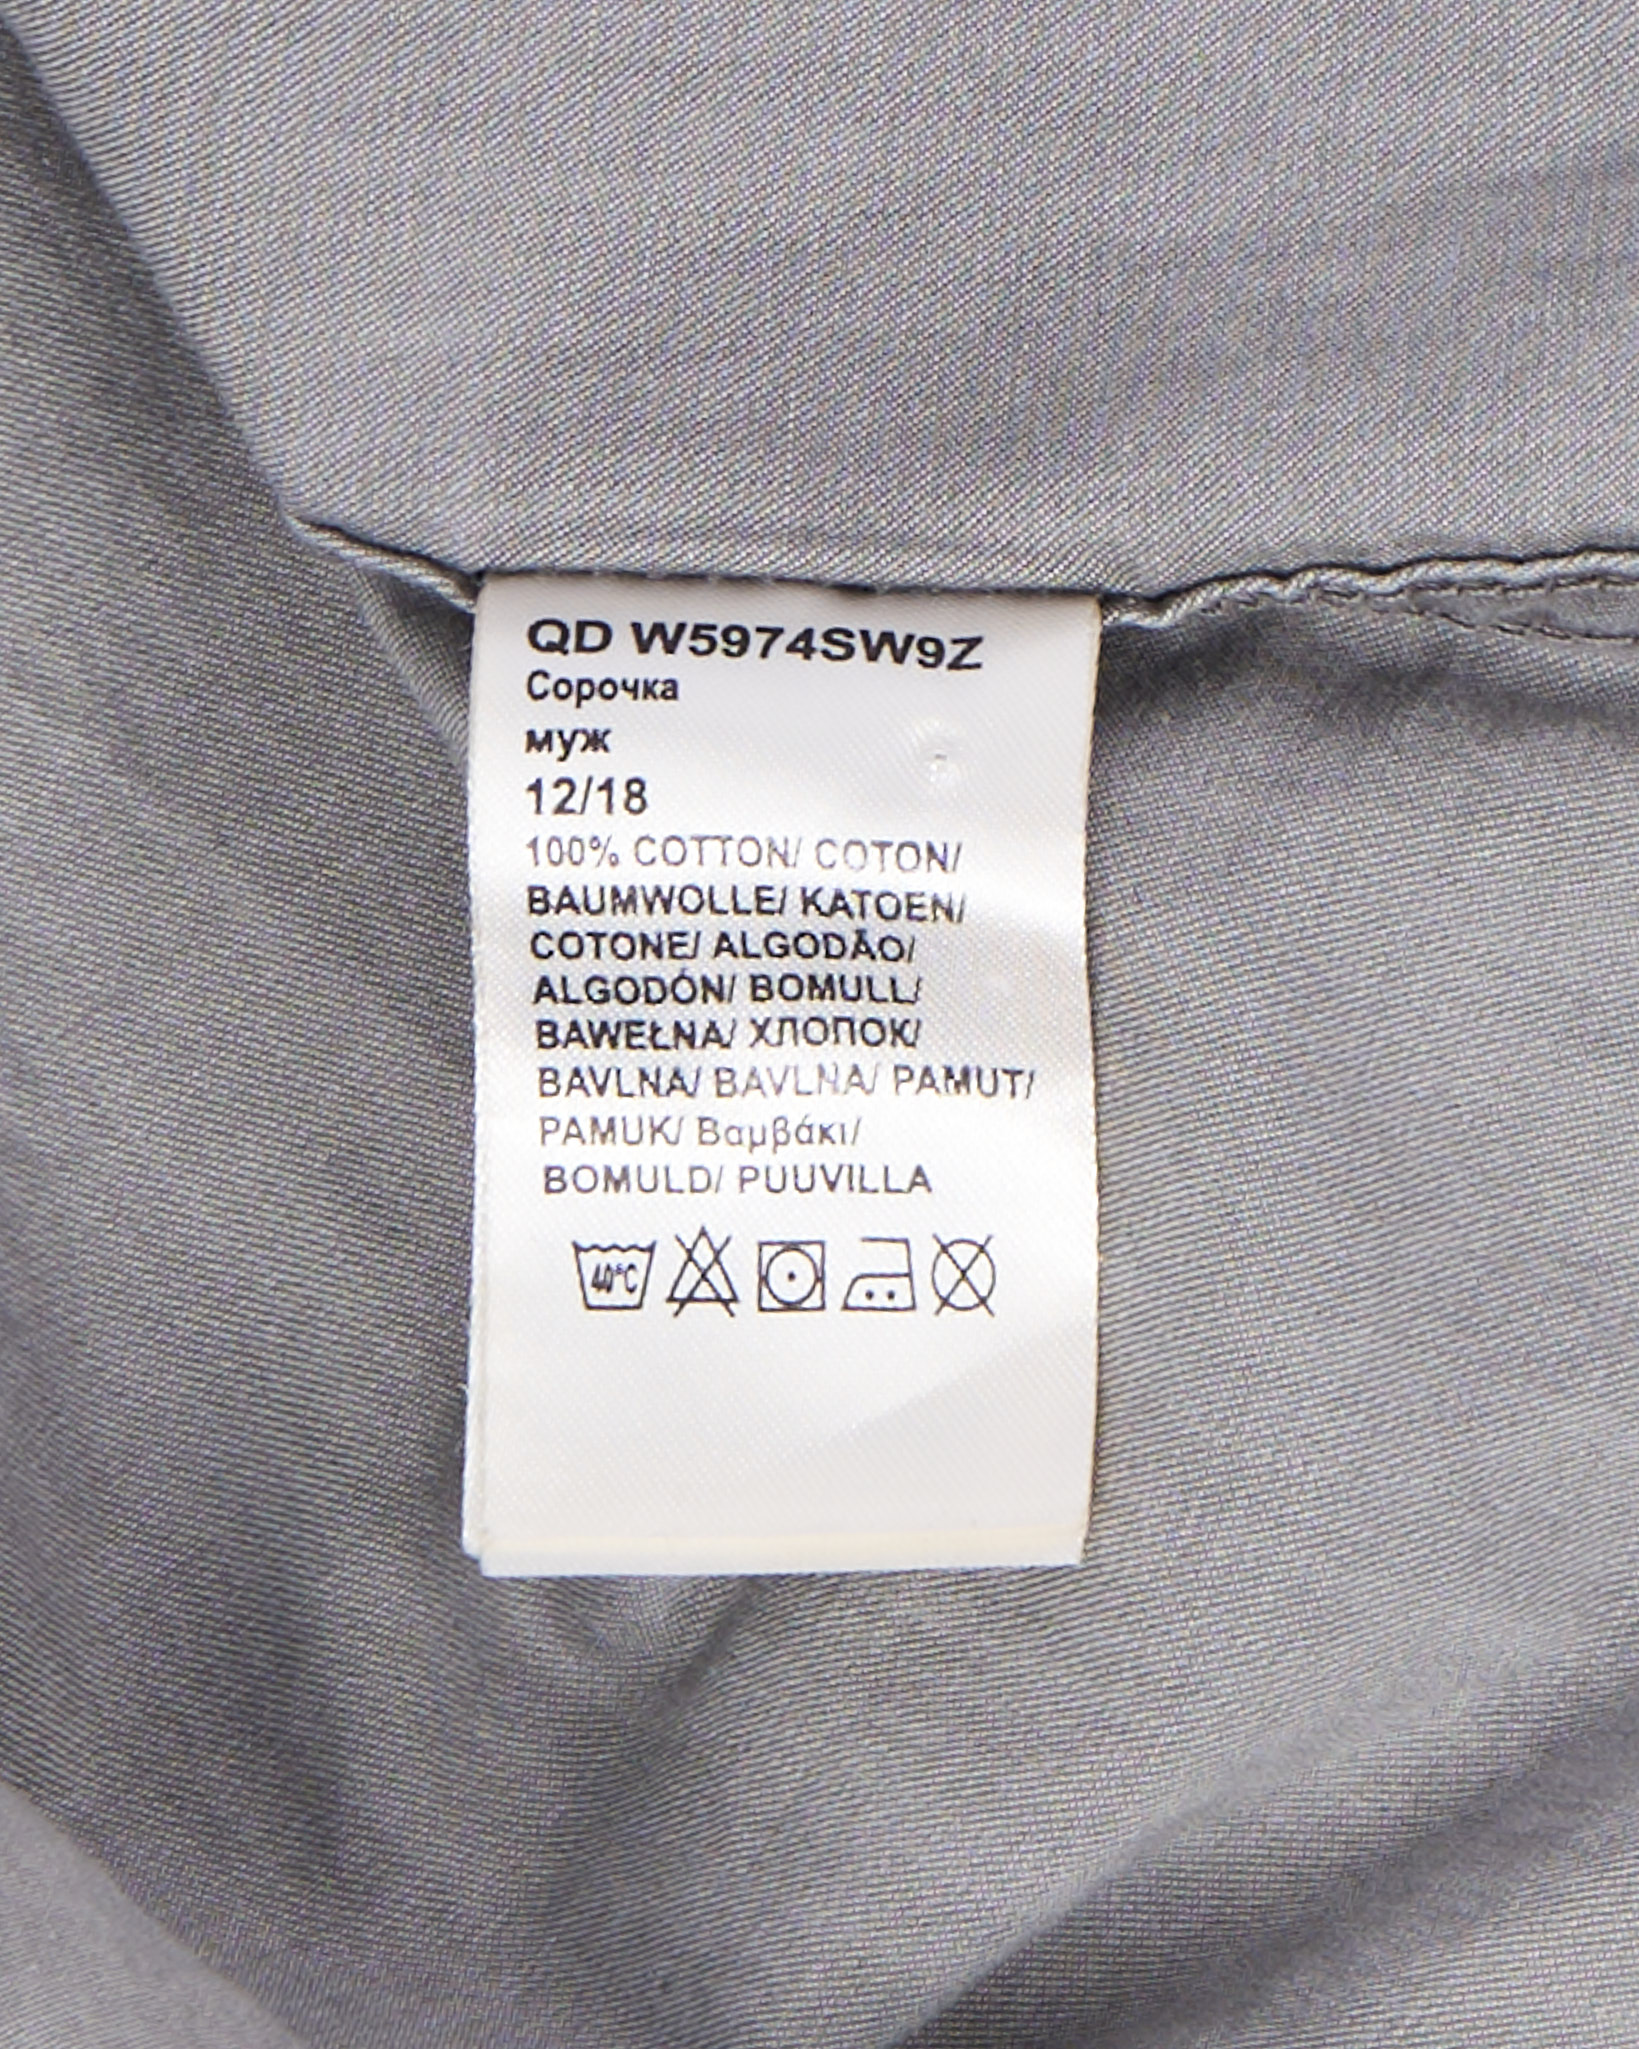 QD W5974SW9Z
Сорочка
муж
12/18
100% COTTON/ COTON/
BAUMWOLLE/ KATOEN/
COTONE/ ALGODÃO/
ALGODÓN/ BOMULL/
BAWEŁNA/ ХЛОПОК/
BAVLNA/ BAVLNA/ PAMUT/
PAMUK/ Βαμβάκι/
BOMULD/ PUUVILLA
40°C